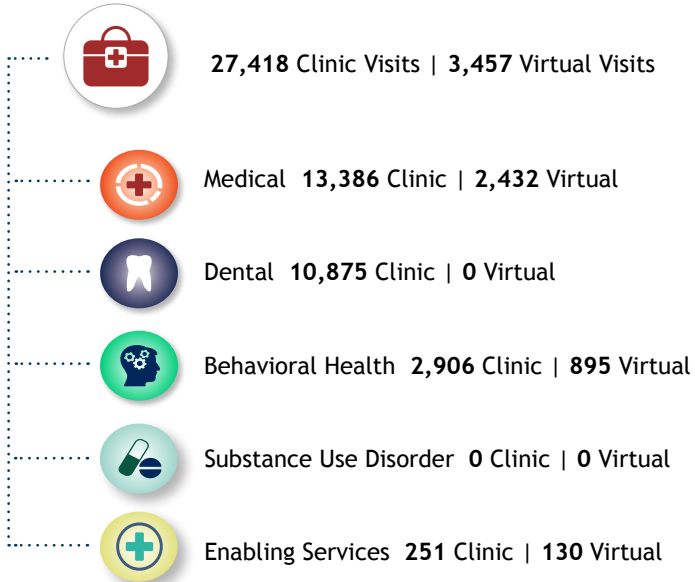 27,418 Clinic Visits | 3,457 Virtual Visits
Medical 13,386 Clinic | 2,432 Virtual
Dental 10,875 Clinic | 0 Virtual
Behavioral Health 2,906 Clinic | 895 Virtual
Substance Use Disorder 0 Clinic | 0 Virtual
Enabling Services 251 Clinic | 130 Virtual